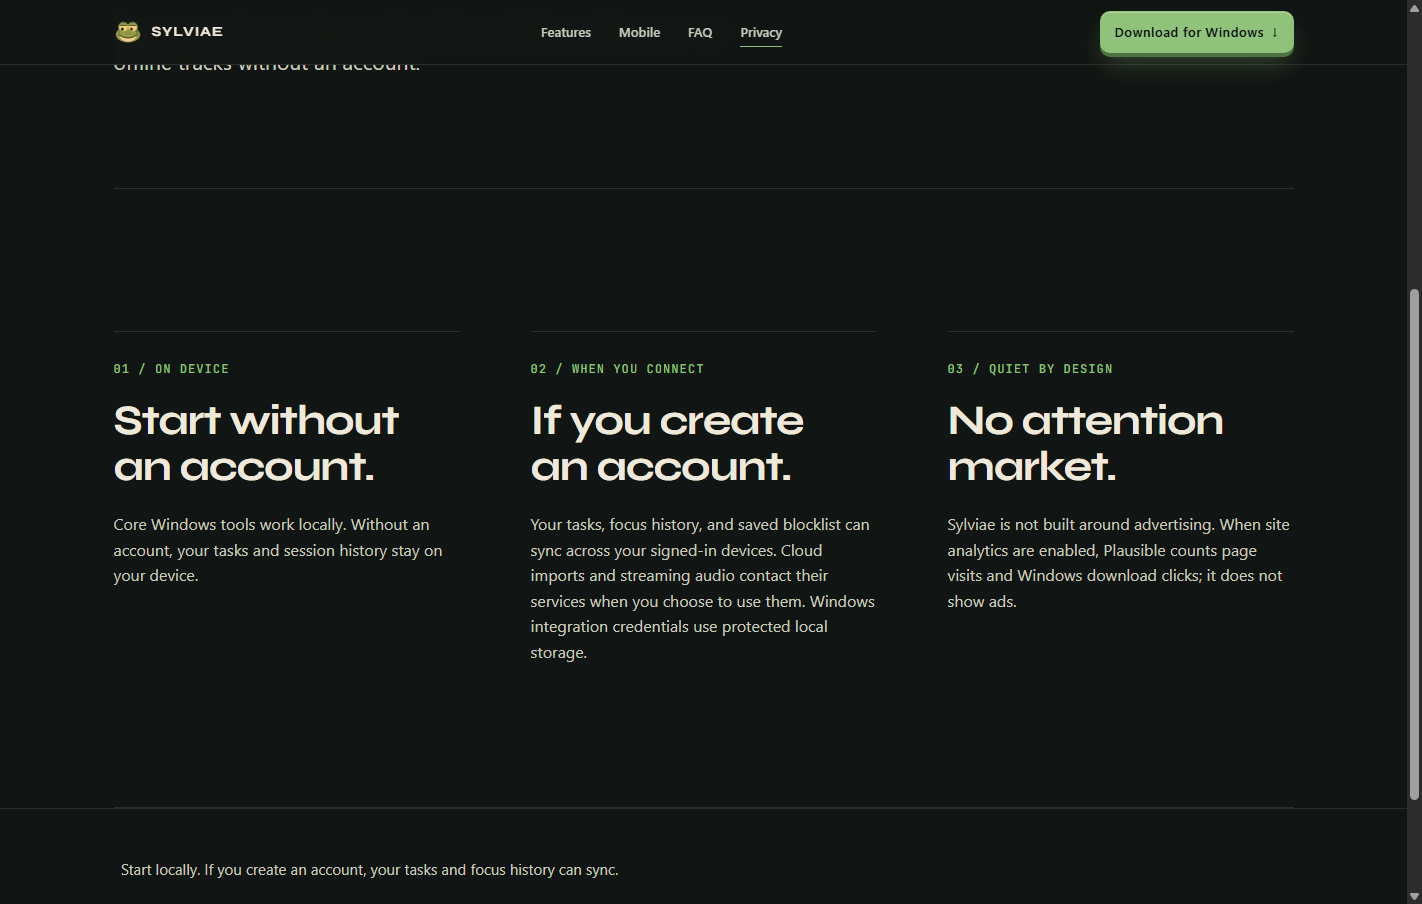 SYLVIAE
Features
Mobile
FAQ
Privacy
Download for Windows ↓
offline tracks without an account.
01 / ON DEVICE
Start without
an account.
Core Windows tools work locally. Without an
account, your tasks and session history stay on
your device.
02 / WHEN YOU CONNECT
If you create
an account.
Your tasks, focus history, and saved blocklist can
sync across your signed-in devices. Cloud
imports and streaming audio contact their
services when you choose to use them. Windows
integration credentials use protected local
storage.
03 / QUIET BY DESIGN
No attention
market.
Sylviae is not built around advertising. When site
analytics are enabled, Plausible counts page
visits and Windows download clicks; it does not
show ads.
Start locally. If you create an account, your tasks and focus history can sync.